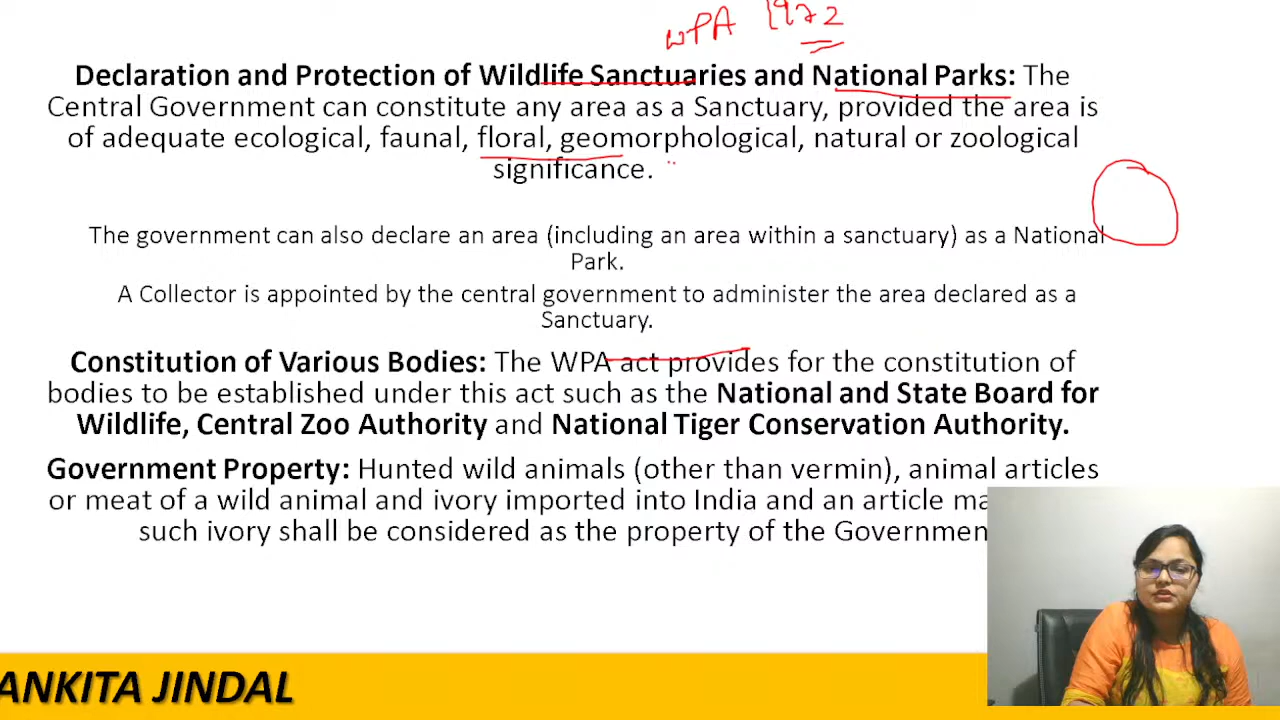 WPA 1972
Declaration and Protection of Wildlife Sanctuaries and National Parks: The
Central Government can constitute any area as a Sanctuary, provided the area is
of adequate ecological, faunal, floral, geomorphological, natural or zoological
significance.
The government can also declare an area (including an area within a sanctuary) as a National
Park.
A Collector is appointed by the central government to administer the area declared as a
Sanctuary.
Constitution of Various Bodies: The WPA act provides for the constitution of
bodies to be established under this act such as the National and State Board for
Wildlife, Central Zoo Authority and National Tiger Conservation Authority.
Government Property: Hunted wild animals (other than vermin), animal articles
or meat of a wild animal and ivory imported into India and an article ma
such ivory shall be considered as the property of the Governmen
ANKITA JINDAL